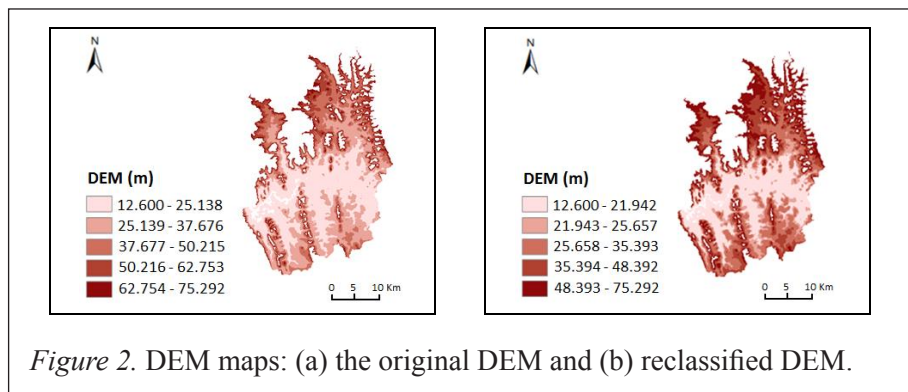 N
DEM (m)
12.600 - 25.138
25.139 - 37.676
37.677 - 50.215
50.216 - 62.753
62.754 - 75.292
0 5 10 Km
N
DEM (m)
12.600 - 21.942
21.943 - 25.657
25.658 - 35.393
35.394 - 48.392
48.393 - 75.292
0 5 10 Km
Figure 2. DEM maps: (a) the original DEM and (b) reclassified DEM.